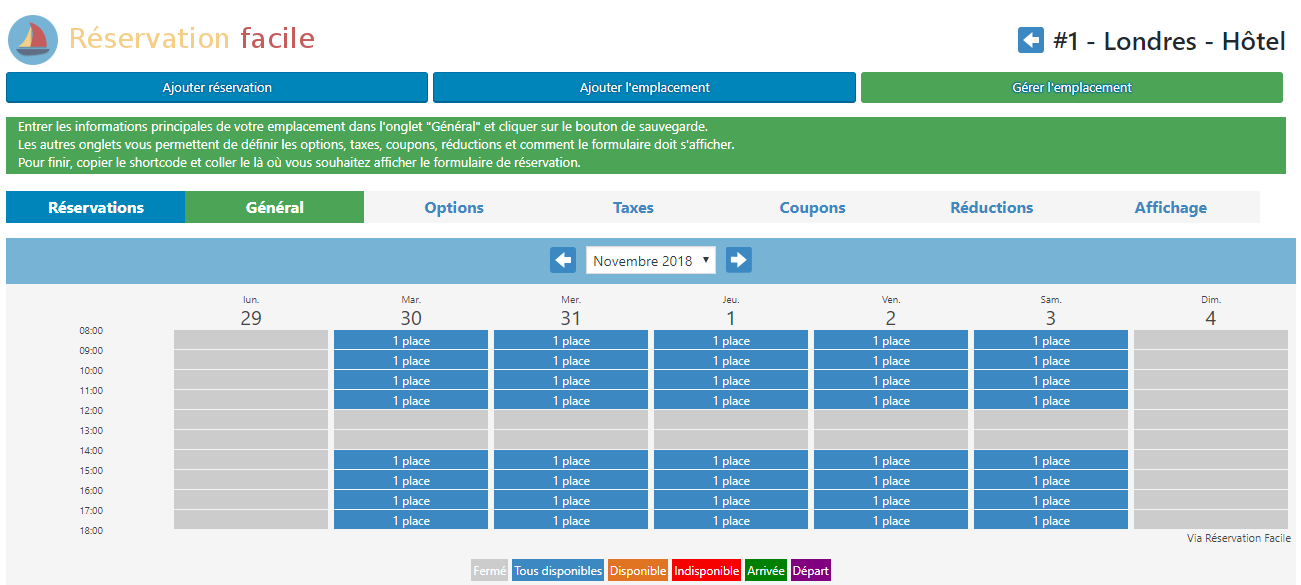 Réservation facile
#1 - Londres - Hôtel
Ajouter réservation
Ajouter l'emplacement
Gérer l'emplacement
Entrer les informations principales de votre emplacement dans l'onglet "Général" et cliquer sur le bouton de sauvegarde.
Les autres onglets vous permettent de définir les options, taxes, coupons, réductions et comment le formulaire doit s'afficher.
Pour finir, copier le shortcode et coller le là où vous souhaitez afficher le formulaire de réservation.
Réservations Général Options Taxes Coupons Réductions Affichage
Novembre 2018
lun. Mar. Mer. Jeu. Ven. Sam. Dim.
29 30 31 1 2 3 4
08:00
1 place 1 place 1 place 1 place 1 place
09:00
1 place 1 place 1 place 1 place 1 place
10:00
1 place 1 place 1 place 1 place 1 place
11:00
1 place 1 place 1 place 1 place 1 place
12:00
13:00
14:00
1 place 1 place 1 place 1 place 1 place
15:00
1 place 1 place 1 place 1 place 1 place
16:00
1 place 1 place 1 place 1 place 1 place
17:00
1 place 1 place 1 place 1 place 1 place
18:00
Via Réservation Facile
Fermé Tous disponibles Disponible Indisponible Arrivée Départ